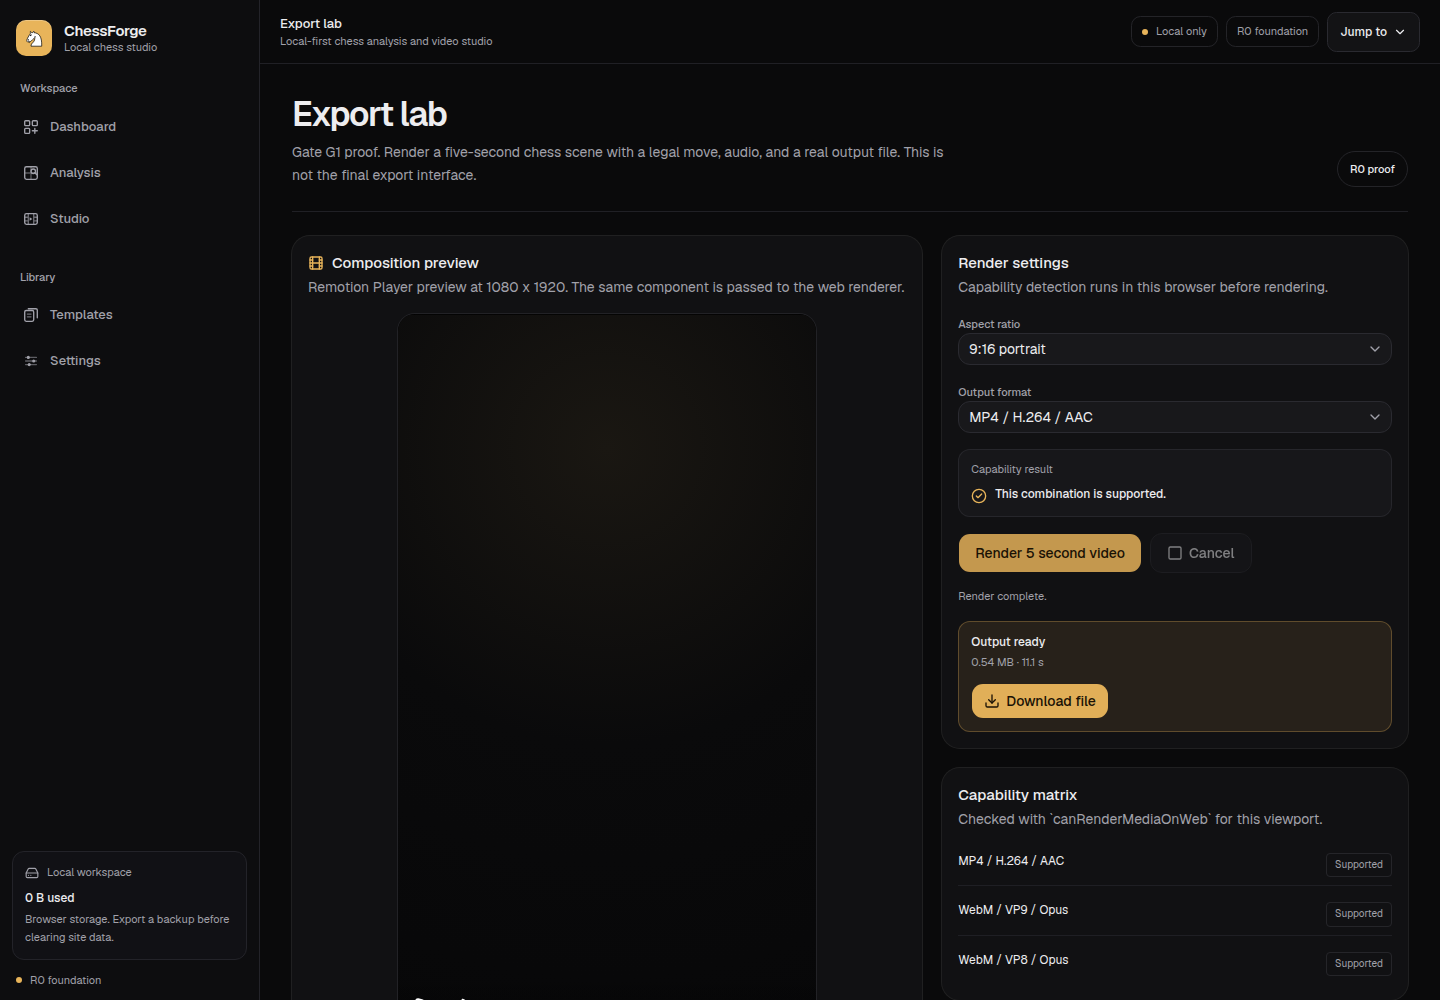 ChessForge
Local chess studio
Workspace
Dashboard
Analysis
Studio
Library
Templates
Settings
Local workspace
0 B used
Browser storage. Export a backup before
clearing site data.
R0 foundation
Export lab
Local-first chess analysis and video studio
Local only
R0 foundation
Jump to
Export lab
Gate G1 proof. Render a five-second chess scene with a legal move, audio, and a real output file. This is
not the final export interface.
R0 proof
Composition preview
Remotion Player preview at 1080 x 1920. The same component is passed to the web renderer.
Render settings
Capability detection runs in this browser before rendering.
Aspect ratio
9:16 portrait
Output format
MP4 / H.264 / AAC
Capability result
This combination is supported.
Render 5 second video
Cancel
Render complete.
Output ready
0.54 MB · 11.1 s
Download file
Capability matrix
Checked with `canRenderMediaOnWeb` for this viewport.
MP4 / H.264 / AAC
Supported
WebM / VP9 / Opus
Supported
WebM / VP8 / Opus
Supported